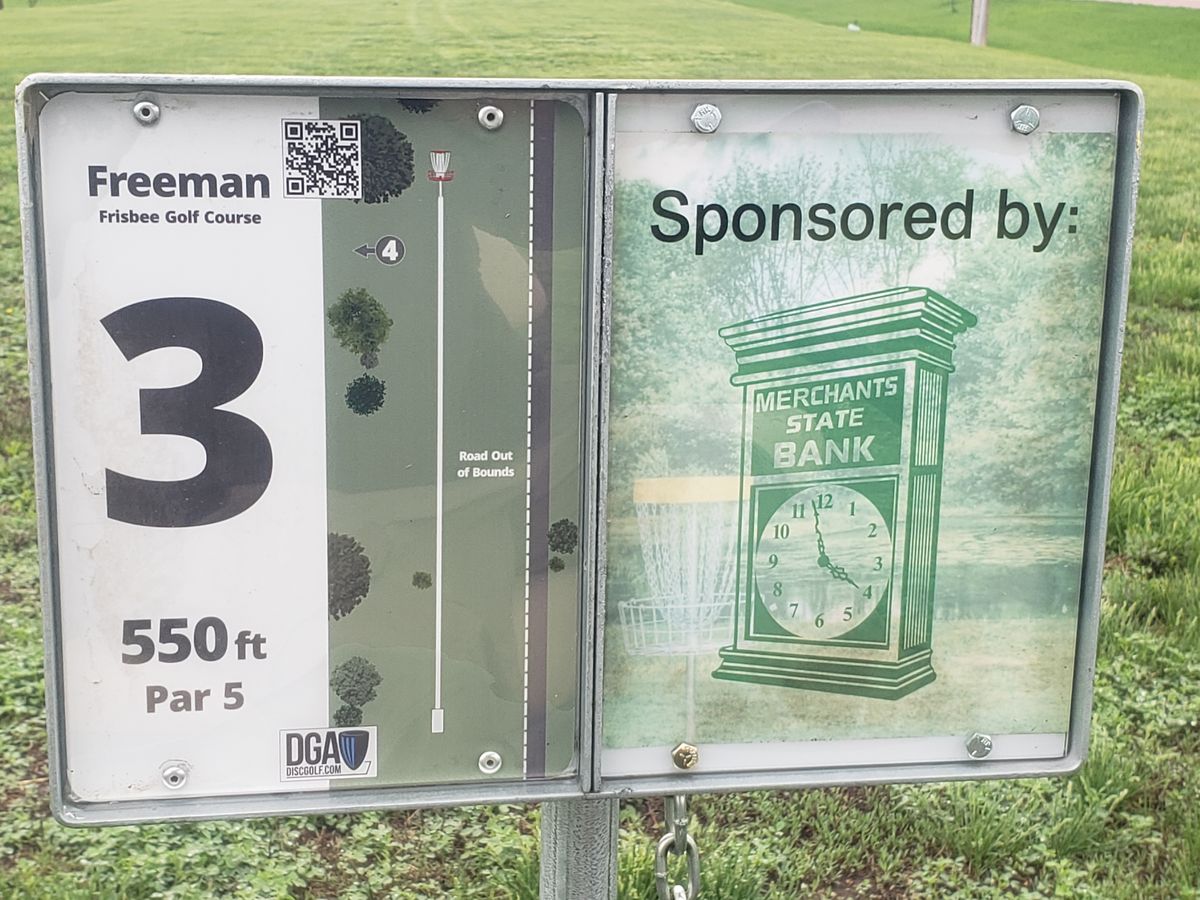 Freeman
Frisbee Golf Course
3
550 ft
Par 5
4
Road Out
of Bounds
DGA
DISCGOLF.COM
7
Sponsored by:
MERCHANTS
STATE
BANK
12
1
2
3
4
5
6
7
8
9
10
11